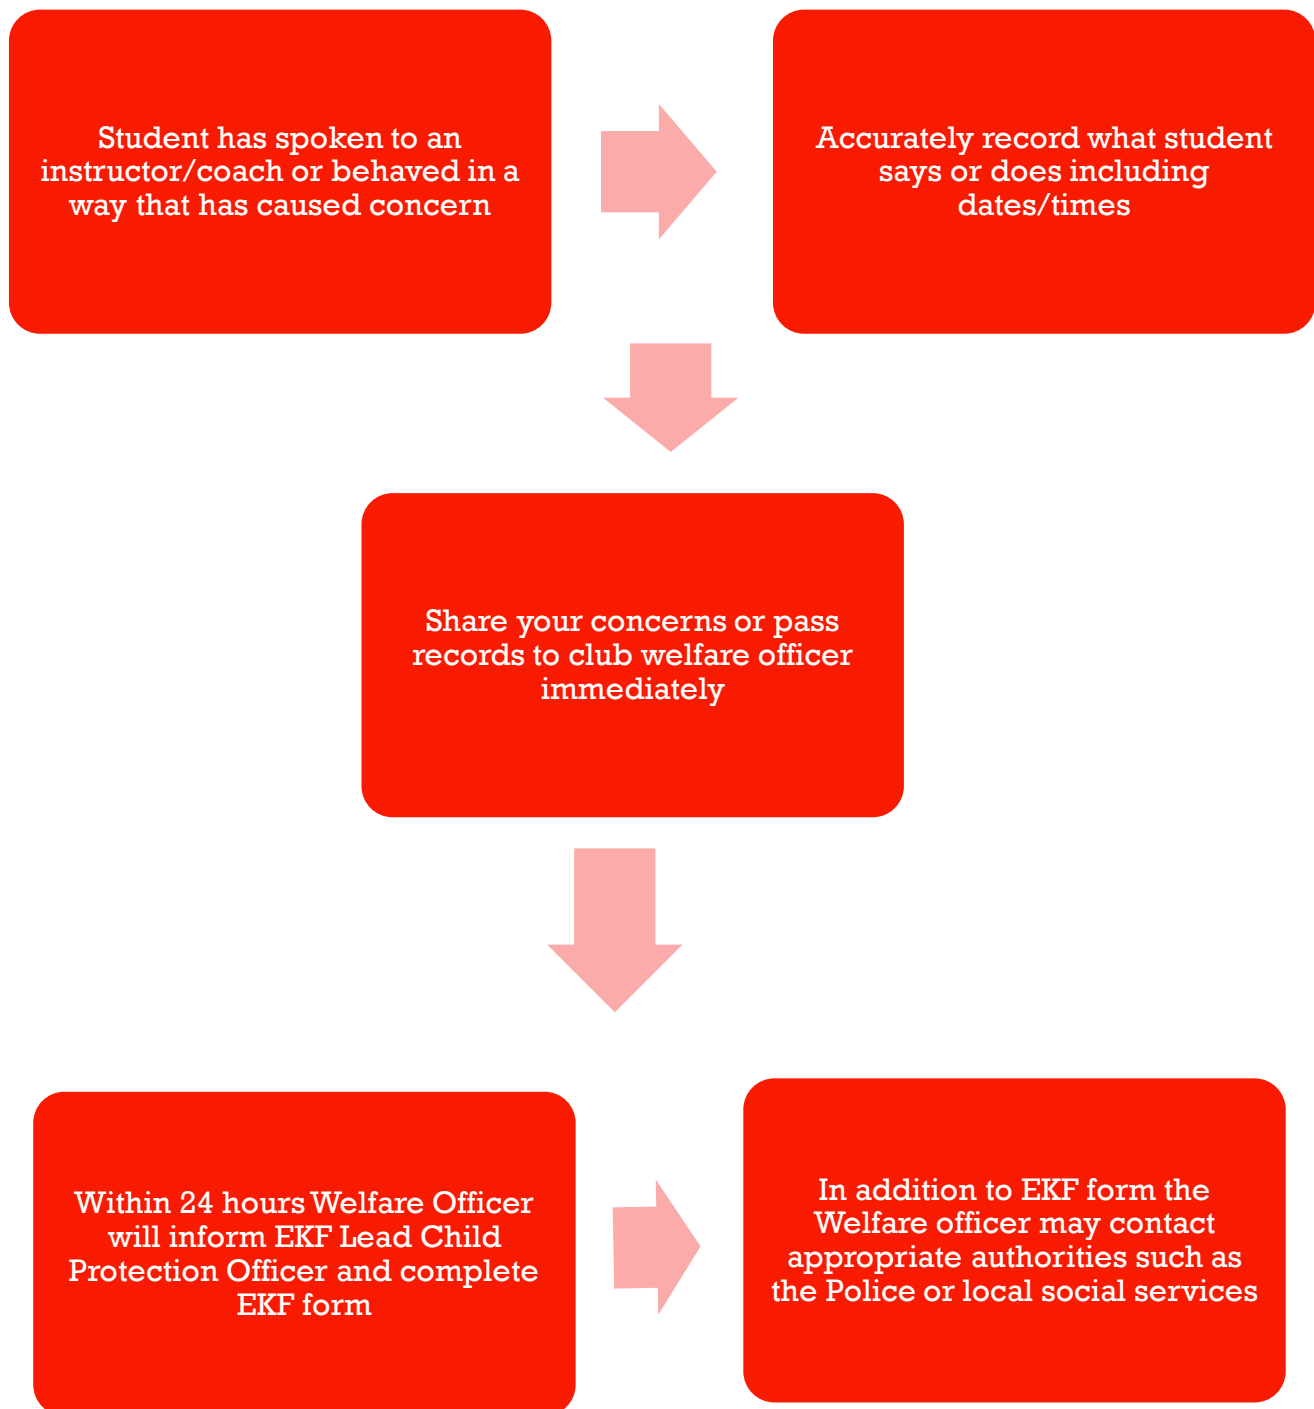 Student has spoken to an
instructor/coach or behaved in a
way that has caused concern
Accurately record what student
says or does including
dates/times
Share your concerns or pass
records to club welfare officer
immediately
Within 24 hours Welfare Officer
will inform EKF Lead Child
Protection Officer and complete
EKF form
In addition to EKF form the
Welfare officer may contact
appropriate authorities such as
the Police or local social services